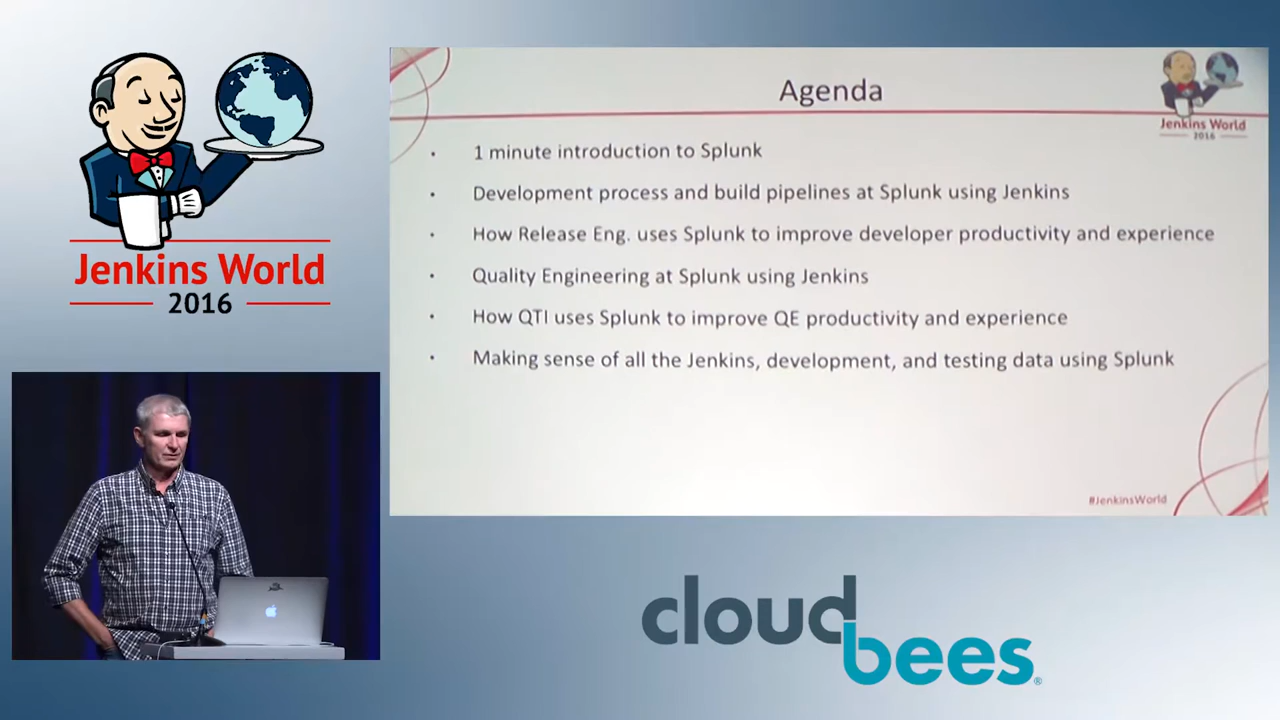 Jenkins World
2016
Agenda
Jenkins World
2016
1 minute introduction to Splunk
Development process and build pipelines at Splunk using Jenkins
How Release Eng. uses Splunk to improve developer productivity and experience
Quality Engineering at Splunk using Jenkins
How QTI uses Splunk to improve QE productivity and experience
Making sense of all the Jenkins, development, and testing data using Splunk
#JenkinsWorld
cloud
bees®